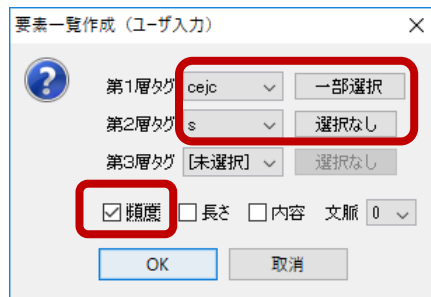 要素一覧作成（ユーザ入力）
第1層タグ cejc 一部選択
第2層タグ s 選択なし
第3層タグ [未選択] 選択なし
頻度 長さ 内容 文脈 0
OK 取消